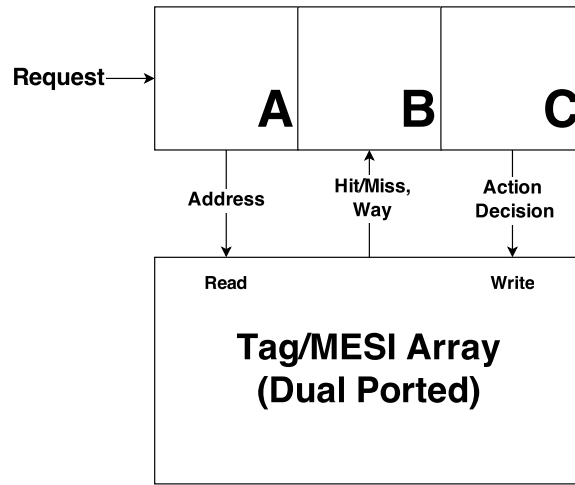 Request
A
B
C
Address
Hit/Miss,
Way
Action
Decision
Read
Write
Tag/MESI Array
(Dual Ported)